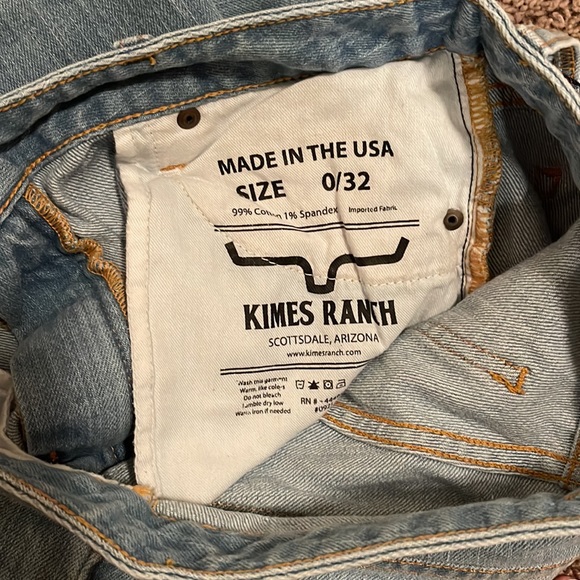 MADE IN THE USA
SIZE 0/32
99% Cotton 1% Spandex Imported Fabric
KIMES RANCH
SCOTTSDALE, ARIZONA
www.kimesranch.com
Wash this garment
Warm, like colors
Do not bleach
Tumble dry low
Warm iron if needed
RN #